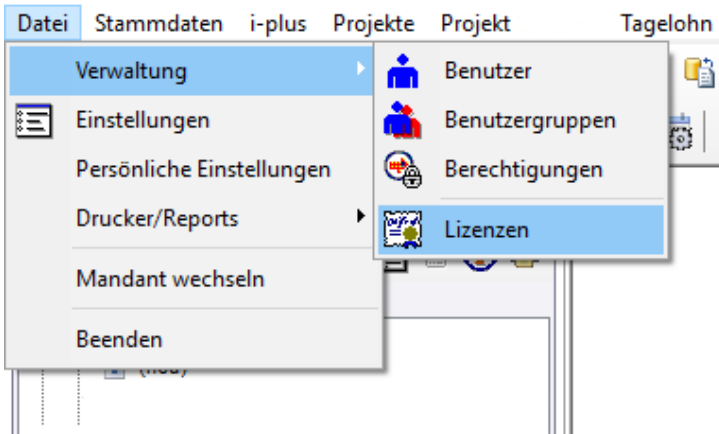 Datei Stammdaten i-plus Projekte Projekt Tagelohn
Verwaltung
Einstellungen
Persönliche Einstellungen
Drucker/Reports
Mandant wechseln
Beenden
Benutzer
Benutzergruppen
Berechtigungen
Lizenzen